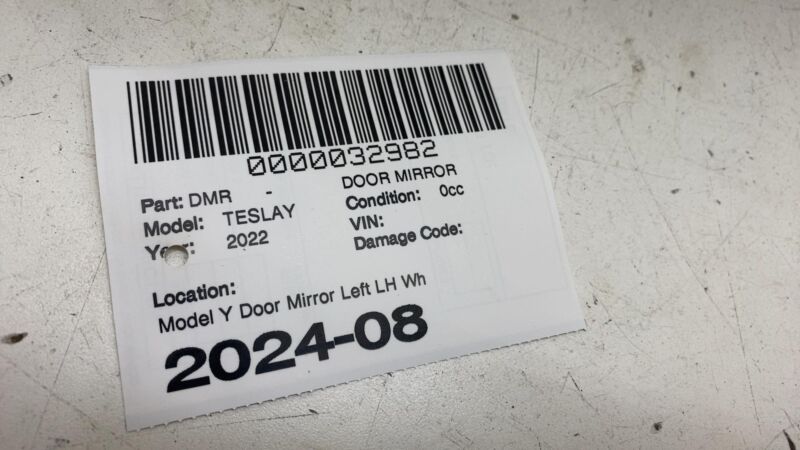 0000032982
Part: DMR - DOOR MIRROR
Model: TESLAY Condition: 0cc
Year: 2022 VIN:
Damage Code:
Location:
Model Y Door Mirror Left LH Wh
2024-08